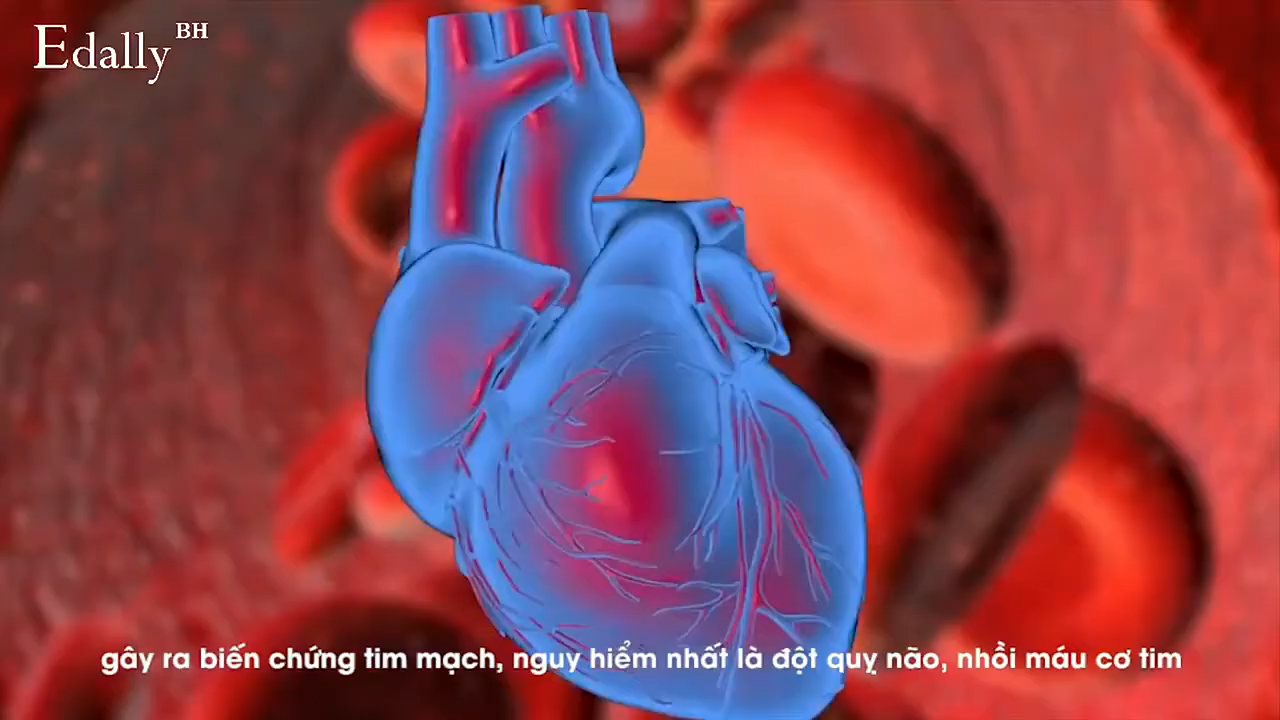 Edally BH
gây ra biến chứng tim mạch, nguy hiểm nhất là đột quỵ não, nhồi máu cơ tim